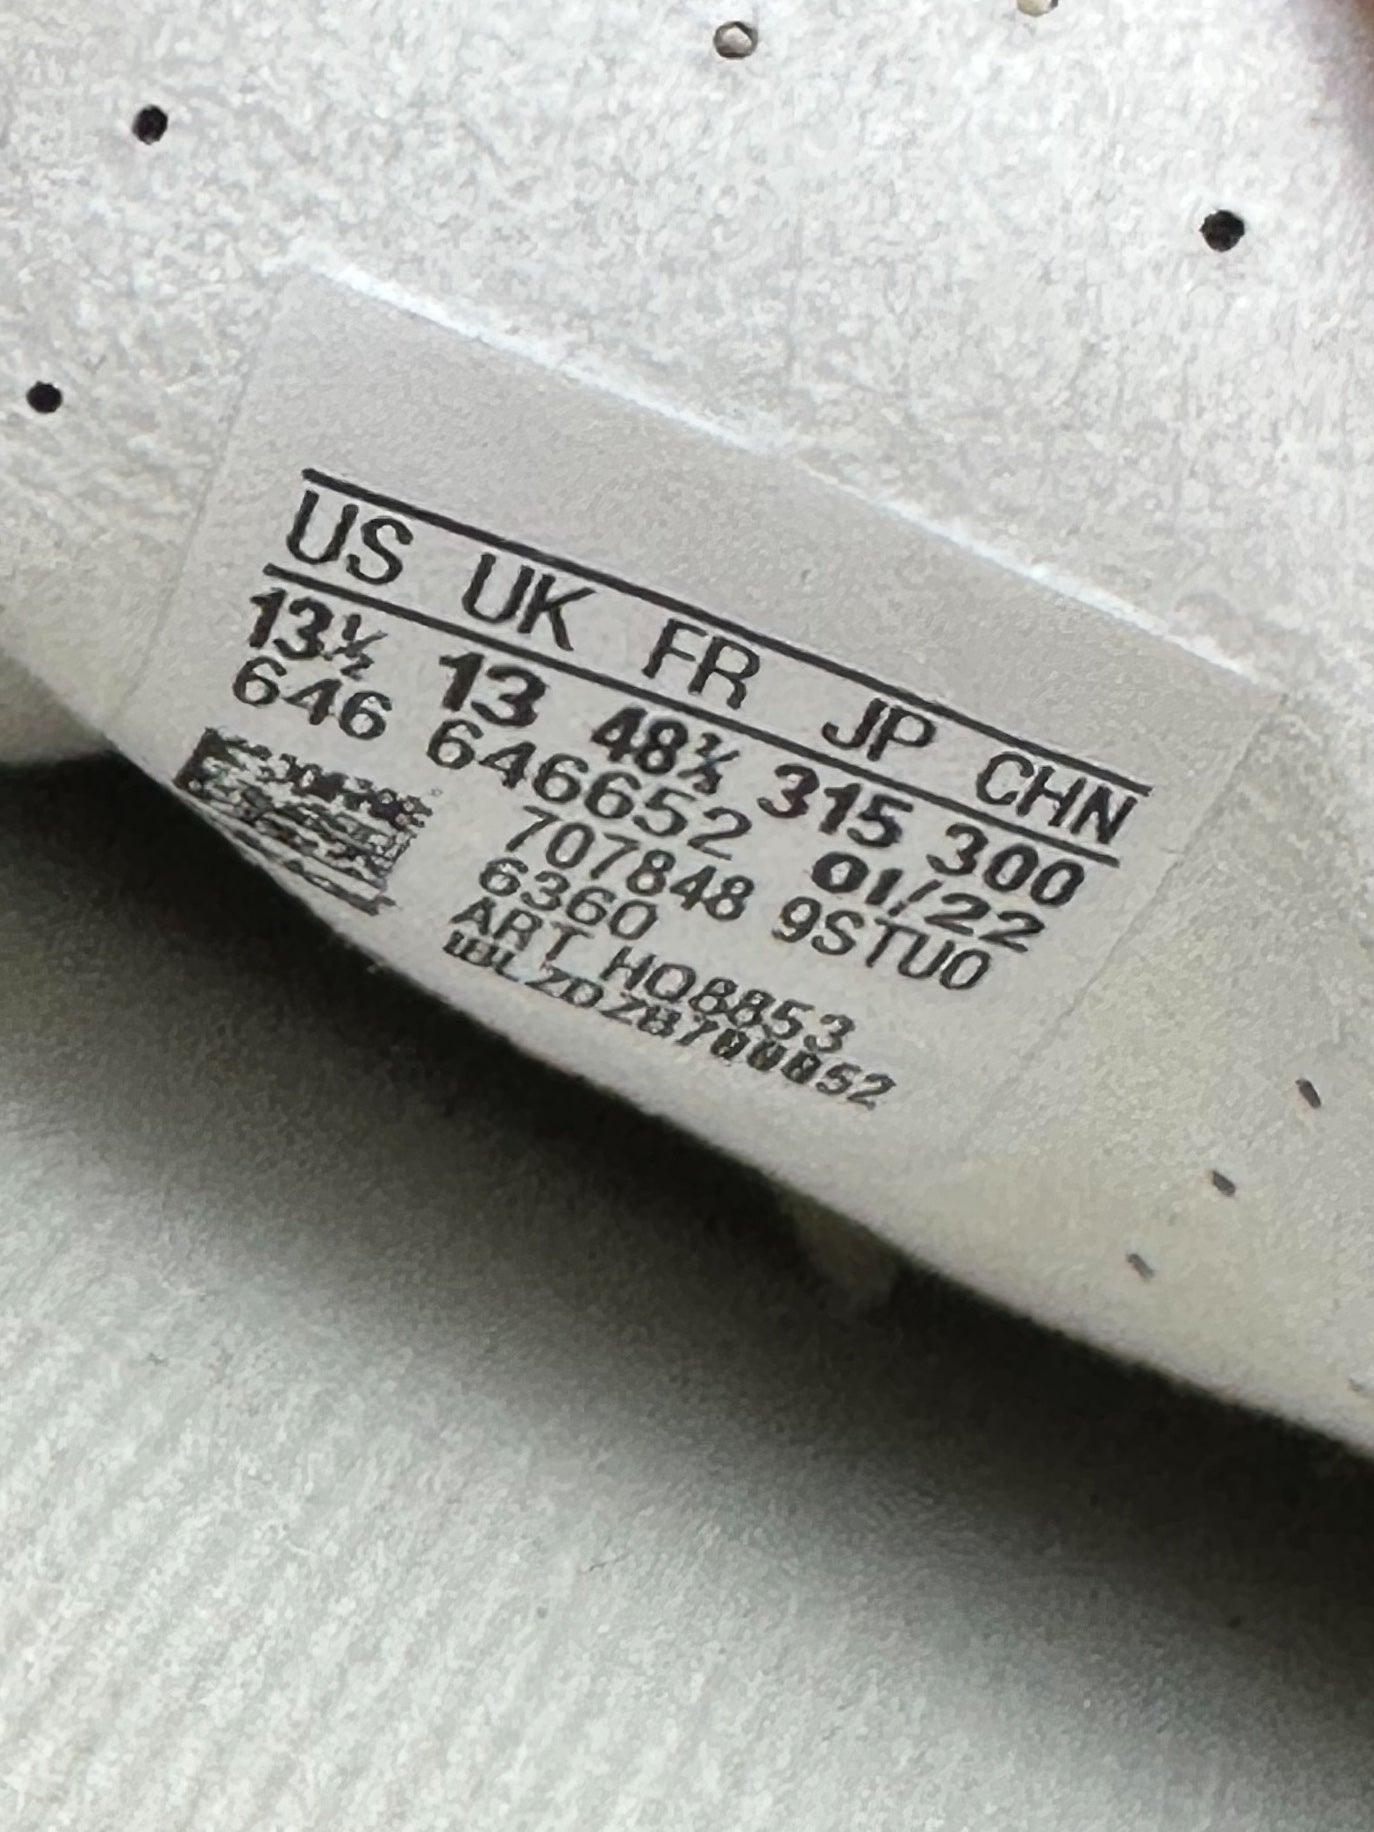 US UK FR JP CHN
13½ 13 48⅔ 315 300
646 646652 01/22
707848 9STU0
6360
ART HQ8853